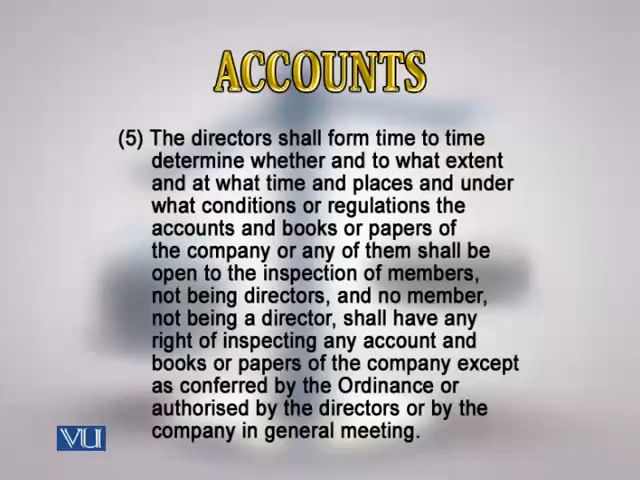 ACCOUNTS
(5) The directors shall form time to time
determine whether and to what extent
and at what time and places and under
what conditions or regulations the
accounts and books or papers of
the company or any of them shall be
open to the inspection of members,
not being directors, and no member,
not being a director, shall have any
right of inspecting any account and
books or papers of the company except
as conferred by the Ordinance or
authorised by the directors or by the
company in general meeting.
VU